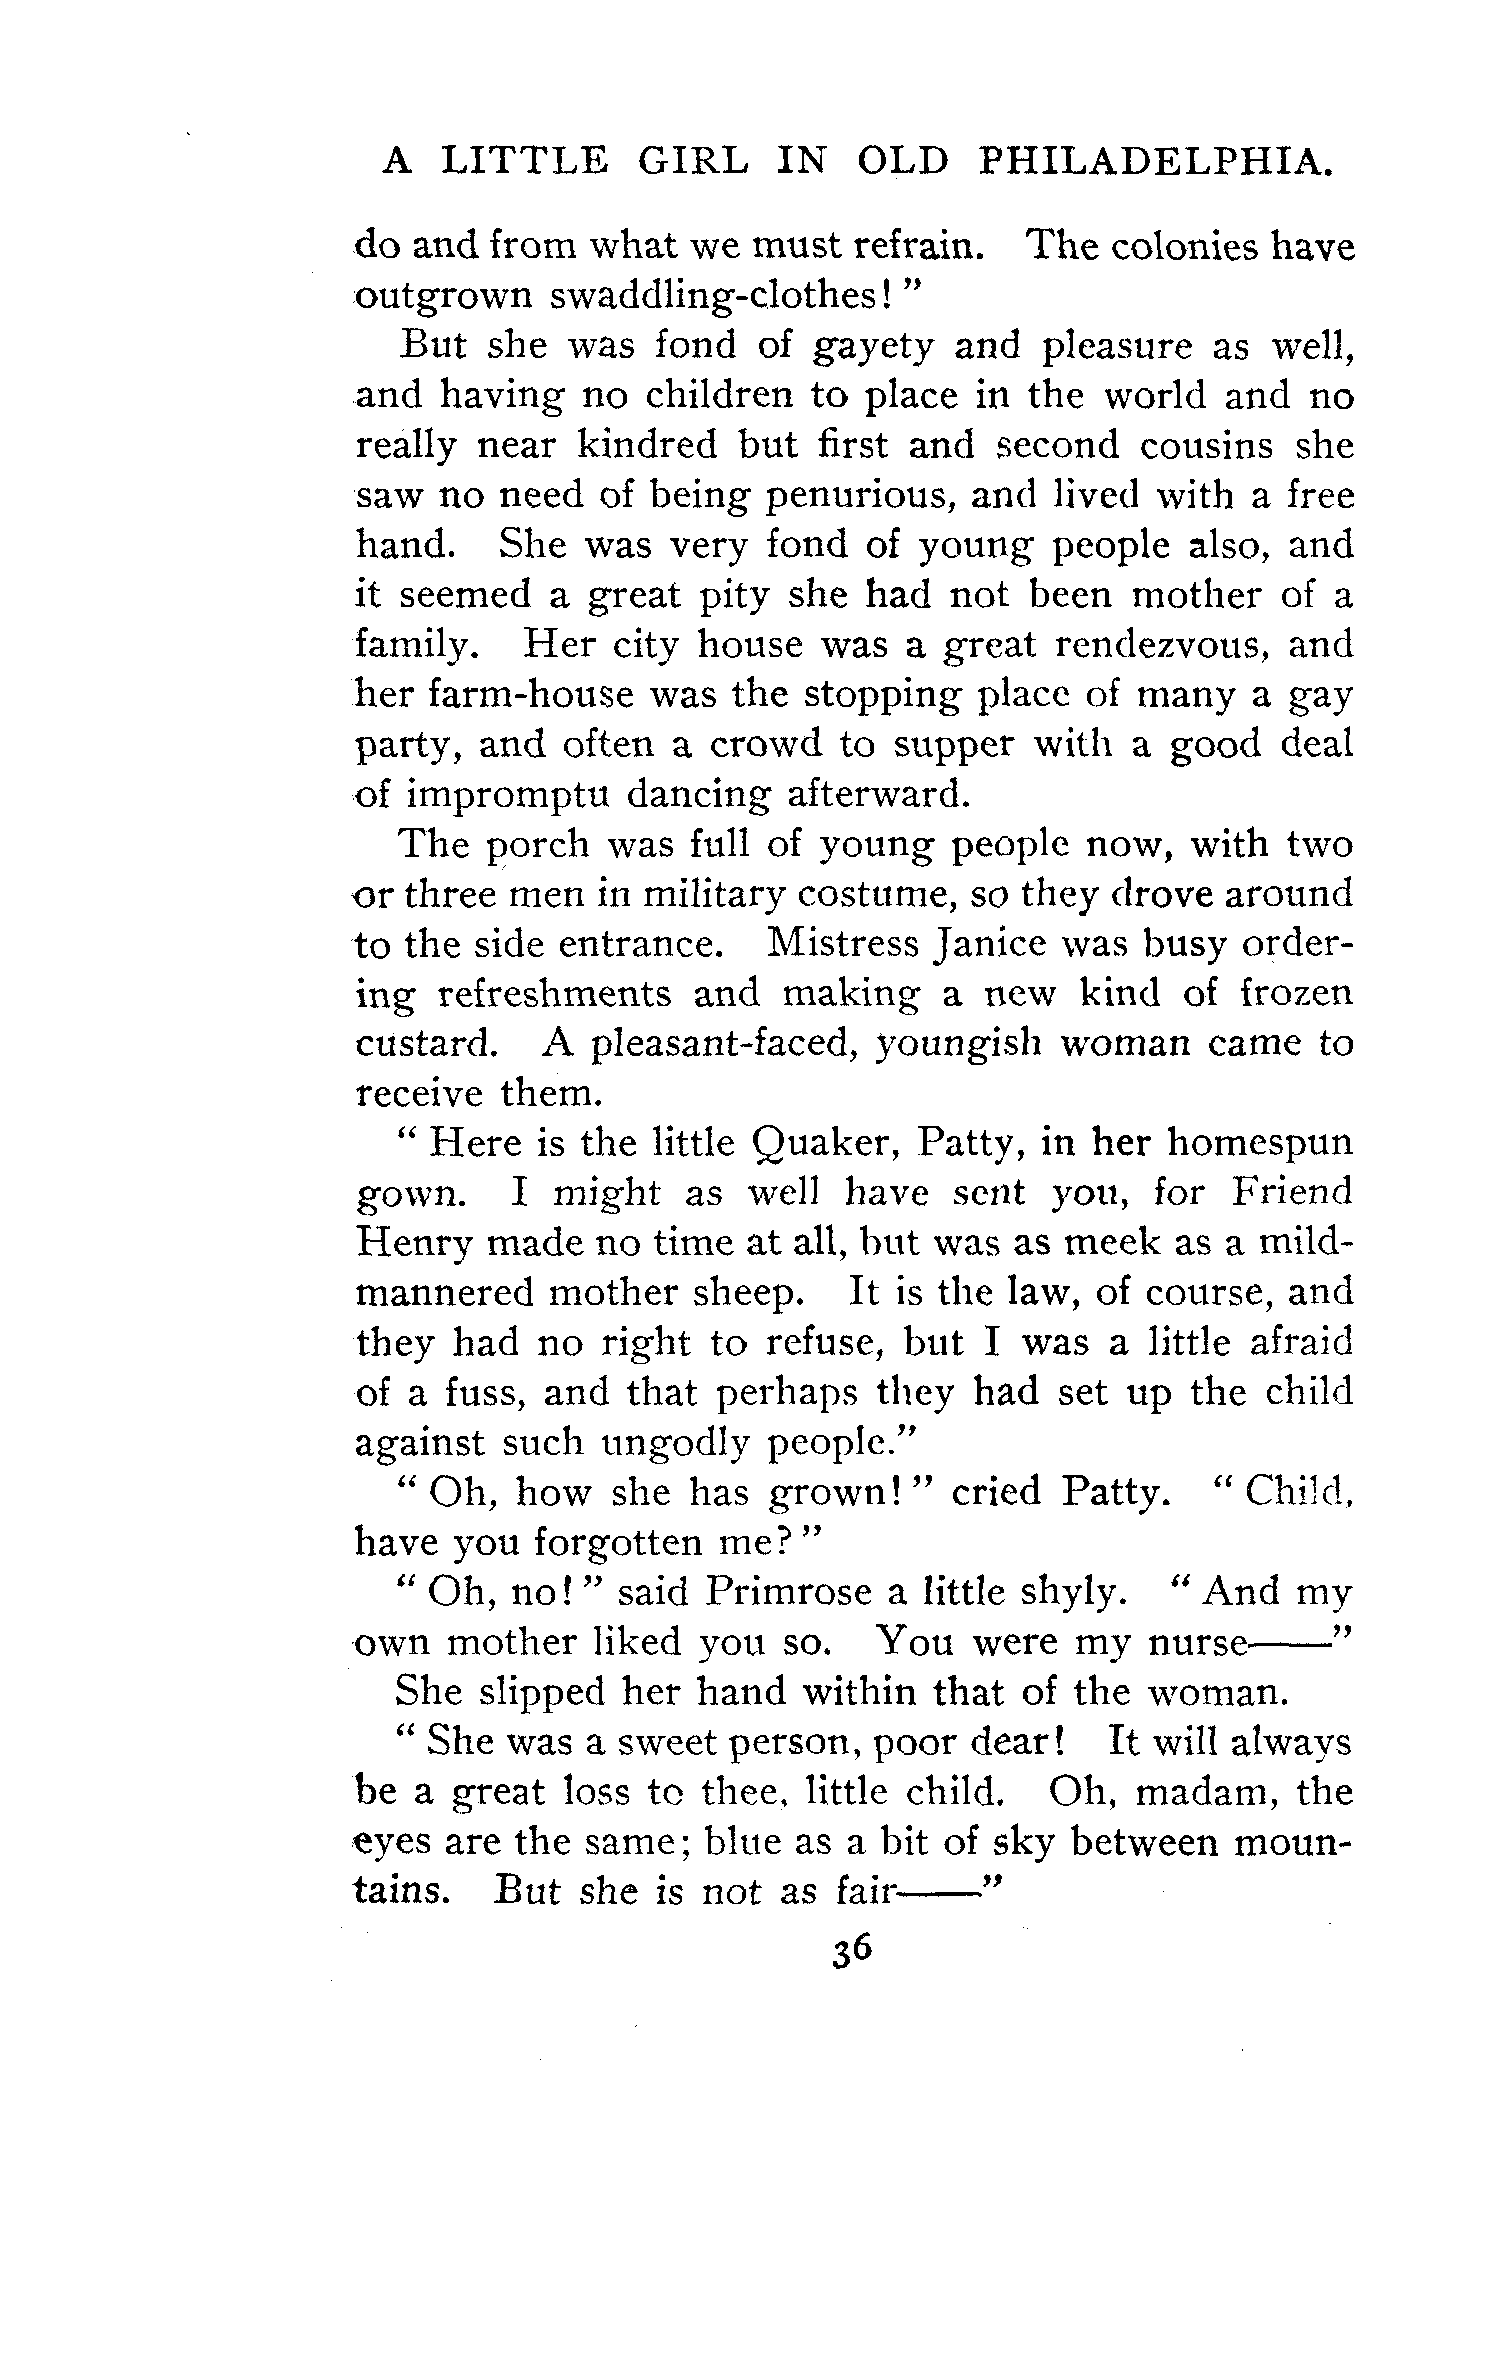 A LITTLE GIRL IN OLD PHILADELPHIA.
do and from what we must refrain. The colonies have
outgrown swaddling-clothes! "
But she was fond of gayety and pleasure as well,
and having no children to place in the world and no
really near kindred but first and second cousins she
saw no need of being penurious, and lived with a free
hand. She was very fond of young people also, and
it seemed a great pity she had not been mother of a
family. Her city house was a great rendezvous, and
her farm-house was the stopping place of many a gay
party, and often a crowd to supper with a good deal
of impromptu dancing afterward.
The porch was full of young people now, with two
or three men in military costume, so they drove around
to the side entrance. Mistress Janice was busy order-
ing refreshments and making a new kind of frozen
custard. A pleasant-faced, youngish woman came to
receive them.
" Here is the little Quaker, Patty, in her homespun
gown. I might as well have sent you, for Friend
Henry made no time at all, but was as meek as a mild-
mannered mother sheep. It is the law, of course, and
they had no right to refuse, but I was a little afraid
of a fuss, and that perhaps they had set up the child
against such ungodly people."
" Oh, how she has grown! " cried Patty. " Child,
have you forgotten me? "
" Oh, no! " said Primrose a little shyly. " And my
own mother liked you so. You were my nurse——"
She slipped her hand within that of the woman.
" She was a sweet person, poor dear! It will always
be a great loss to thee, little child. Oh, madam, the
eyes are the same; blue as a bit of sky between moun-
tains. But she is not as fair——"
36